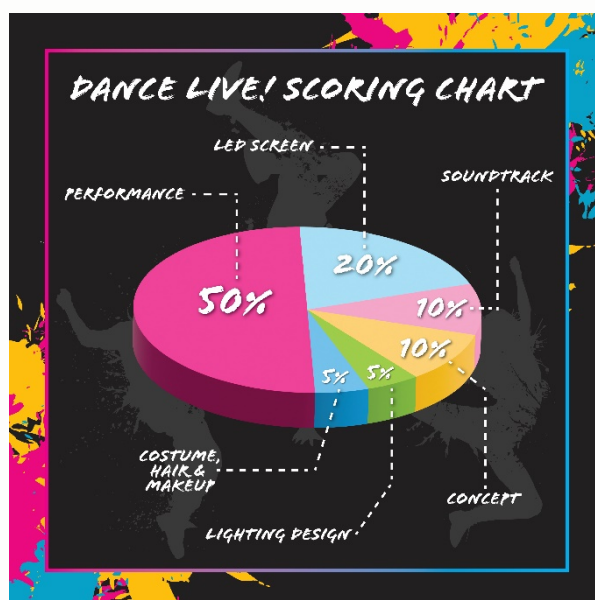 DANCE LIVE! SCORING CHART
LED SCREEN
SOUNDTRACK
PERFORMANCE
20%
50%
10%
10%
5%
5%
COSTUME,
HAIR &
MAKEUP
CONCEPT
LIGHTING DESIGN